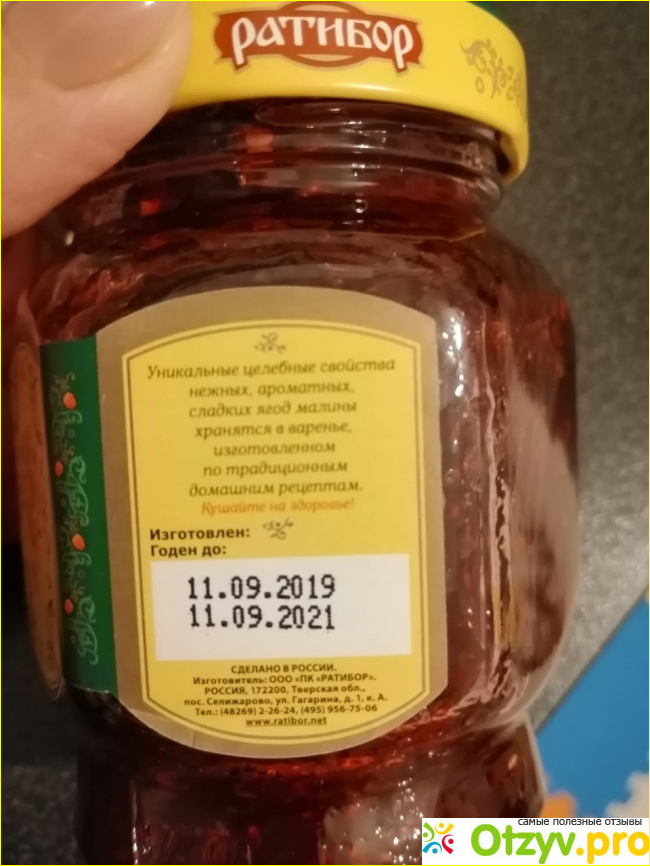 РАТИБОР
Уникальные целебные свойства
нежных, ароматных,
сладких ягод малины
хранятся в варенье,
изготовленном
по традиционным
домашним рецептам.
Кушайте на здоровье!
Изготовлен:
Годен до:
11.09.2019
11.09.2021
СДЕЛАНО В РОССИИ.
Изготовитель: ООО «ПК «РАТИБОР».
РОССИЯ, 172200, Тверская обл.,
пос. Селижарово, ул. Гагарина, д. 1, к. А.
Тел.: (48269) 2-26-24, (495) 956-75-06
www.ratibor.net
самые полезные отзывы
Otzyv.pro